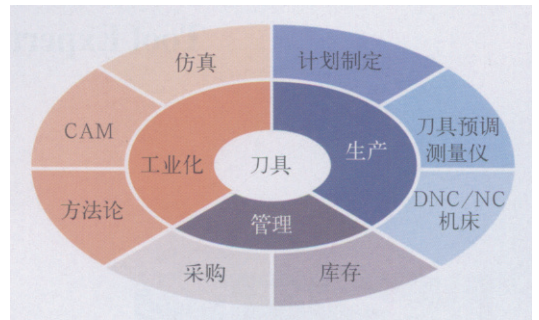 仿真
计划制定
CAM
刀具预调
测量仪
工业化
刀具
生产
方法论
DNC/NC
机床
管理
采购
库存